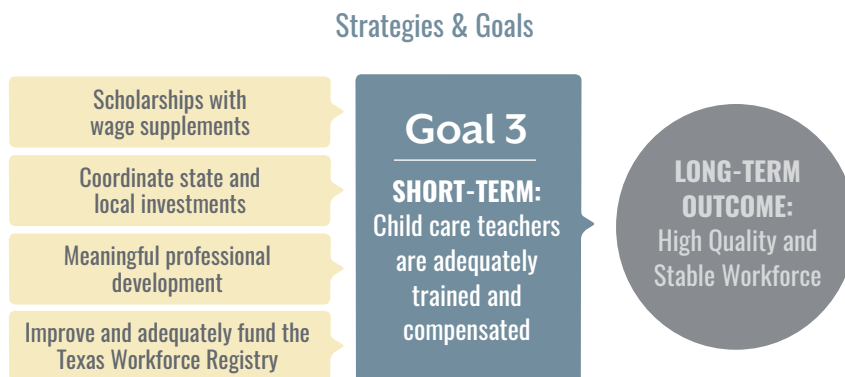 Strategies & Goals
Scholarships with
wage supplements
Coordinate state and
local investments
Meaningful professional
development
Improve and adequately fund the
Texas Workforce Registry
Goal 3
SHORT-TERM:
Child care teachers
are adequately
trained and
compensated
LONG-TERM
OUTCOME:
High Quality and
Stable Workforce